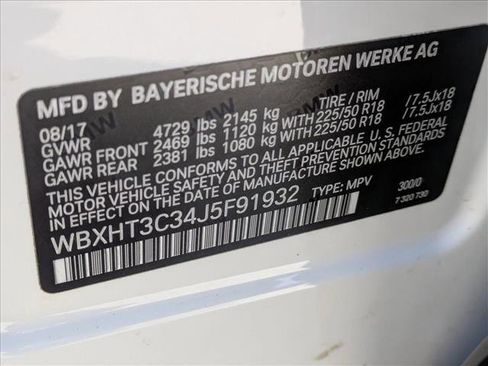 MFD BY BAYERISCHE MOTOREN WERKE AG
08/17 TIRE / RIM
GVWR 4729 lbs 2145 kg
GAWR FRONT 2469 lbs 1120 kg WITH 225/50 R18 /7.5Jx18
GAWR REAR 2381 lbs 1080 kg WITH 225/50 R18 /7.5Jx18
THIS VEHICLE CONFORMS TO ALL APPLICABLE U.S. FEDERAL
MOTOR VEHICLE SAFETY AND THEFT PREVENTION STANDARDS
IN EFFECT ON THE DATE OF MANUFACTURE SHOWN ABOVE.
WBXHT3C34J5F91932 TYPE: MPV 300/0
7 320 730